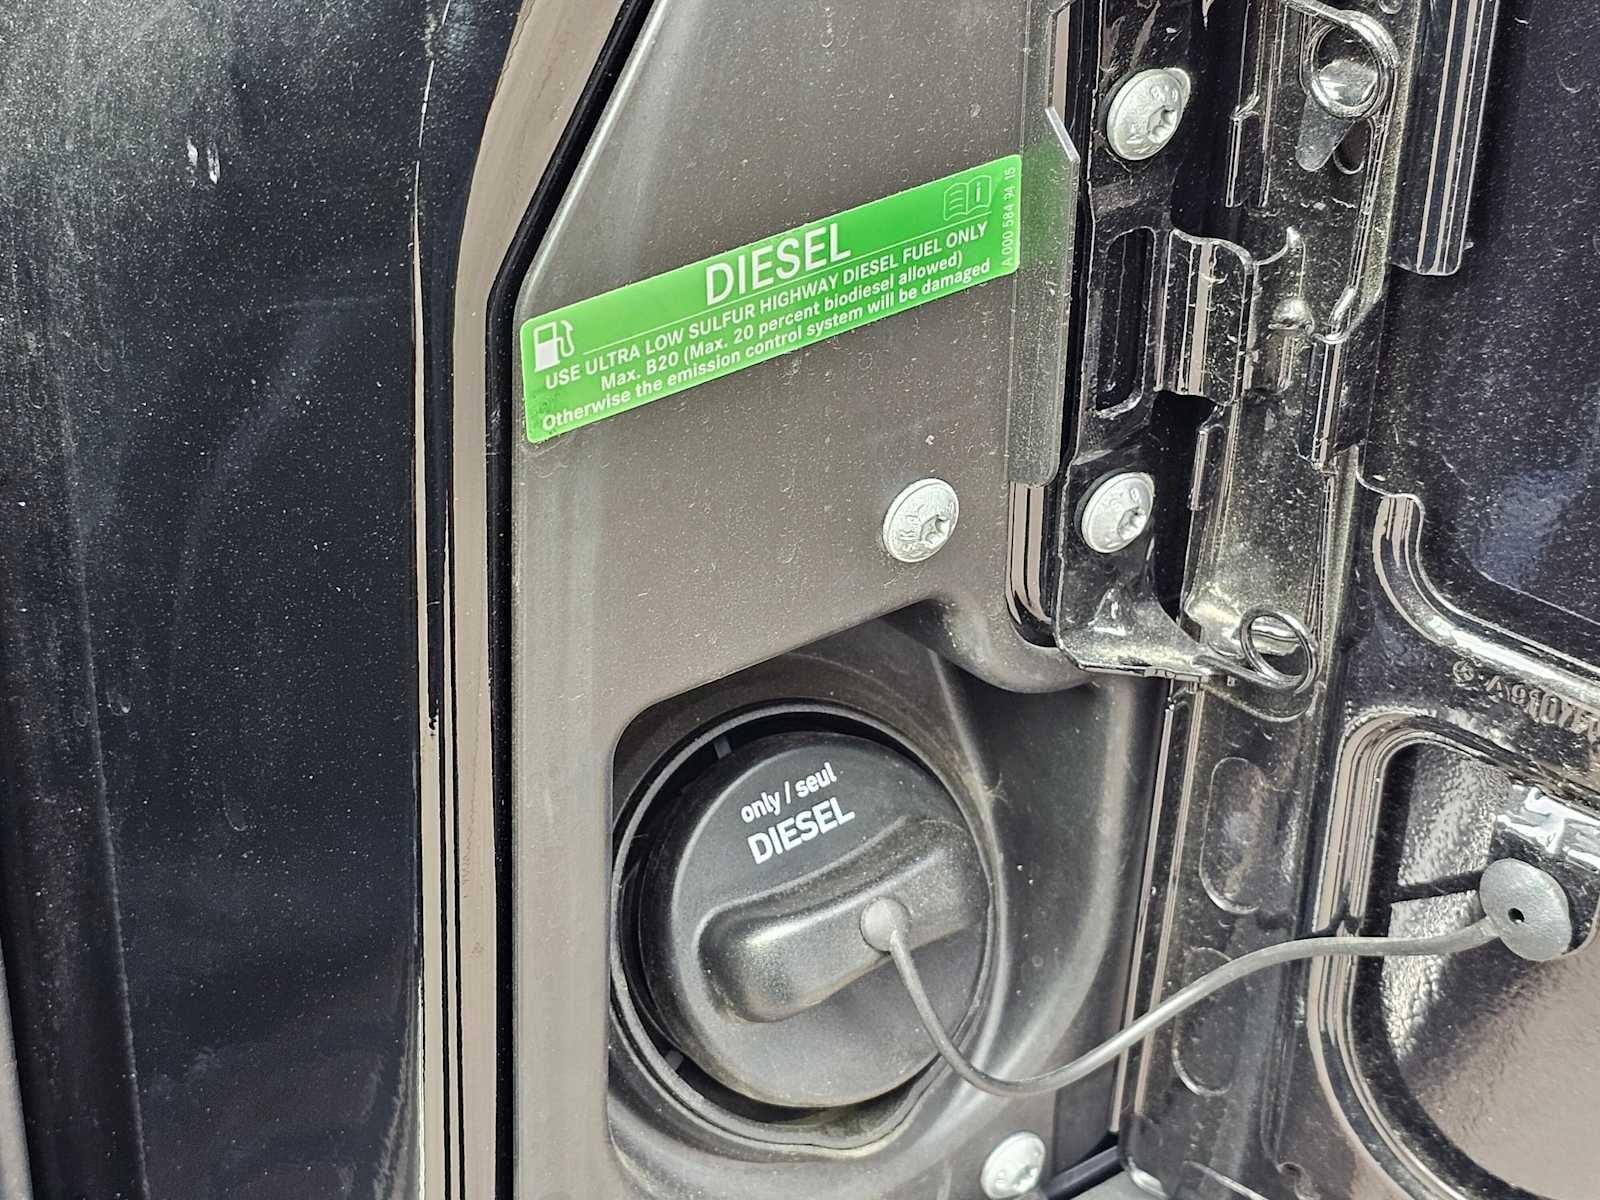 DIESEL
USE ULTRA LOW SULFUR HIGHWAY DIESEL FUEL ONLY
Max. B20 (Max. 20 percent biodiesel allowed)
Otherwise the emission control system will be damaged
A 000 584 94 15
only / seul
DIESEL